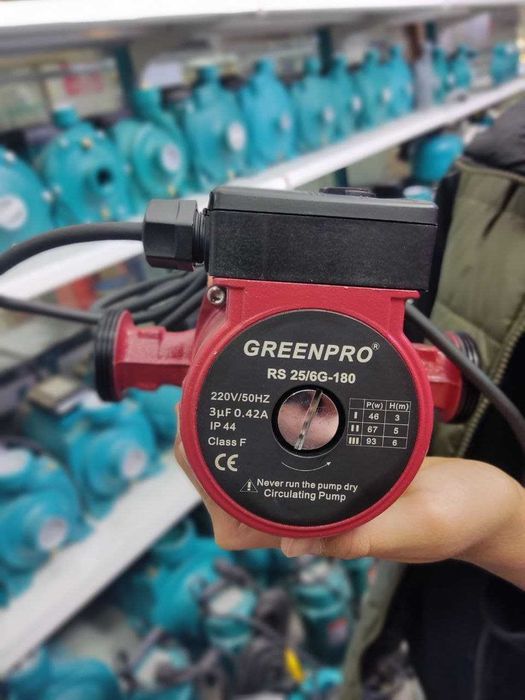 GREENPRO®
RS 25/6G-180
220V/50HZ
3µF 0.42A
IP 44
Class F
CE
P(w) H(m)
I 46 3
II 67 5
III 93 6
Never run the pump dry
Circulating Pump